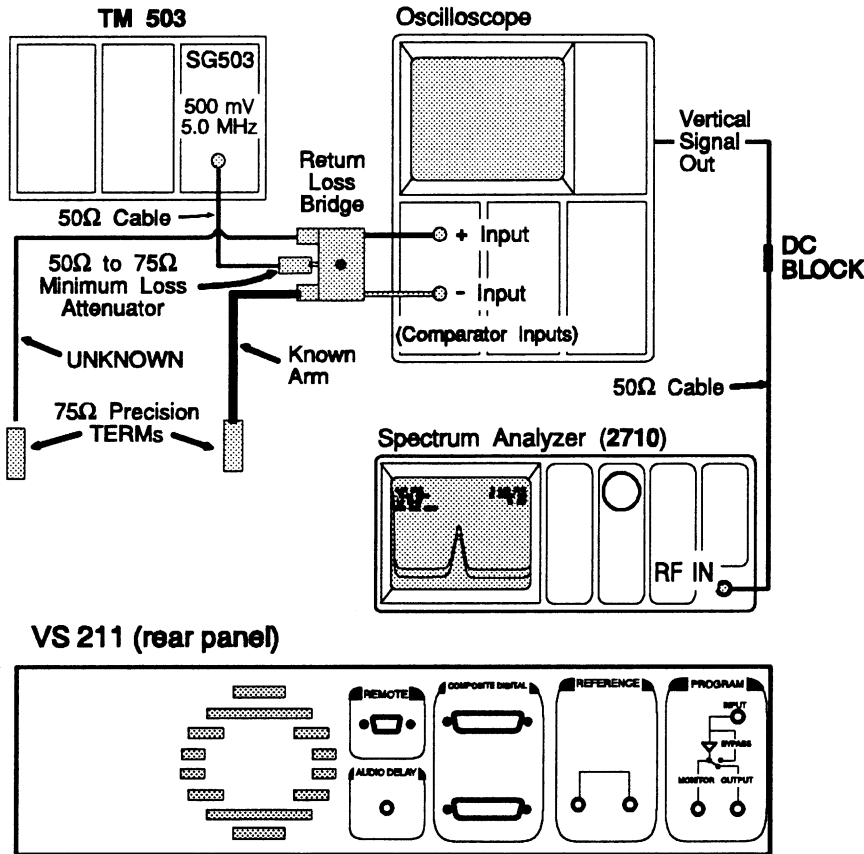 TM 503
Oscilloscope
SG503
500 mV
5.0 MHz
Vertical
Signal
Out
Return
Loss
Bridge
50Ω Cable
+ Input
DC
BLOCK
50Ω to 75Ω
Minimum Loss
Attenuator
- Input
(Comparator Inputs)
UNKNOWN
Known
Arm
50Ω Cable
75Ω Precision
TERMs
Spectrum Analyzer (2710)
RF IN
VS 211 (rear panel)
REMOTE
COMPOSITE DIGITAL
REFERENCE
PROGRAM
INPUT
BYPASS
AUDIO DELAY
MONITOR
OUTPUT